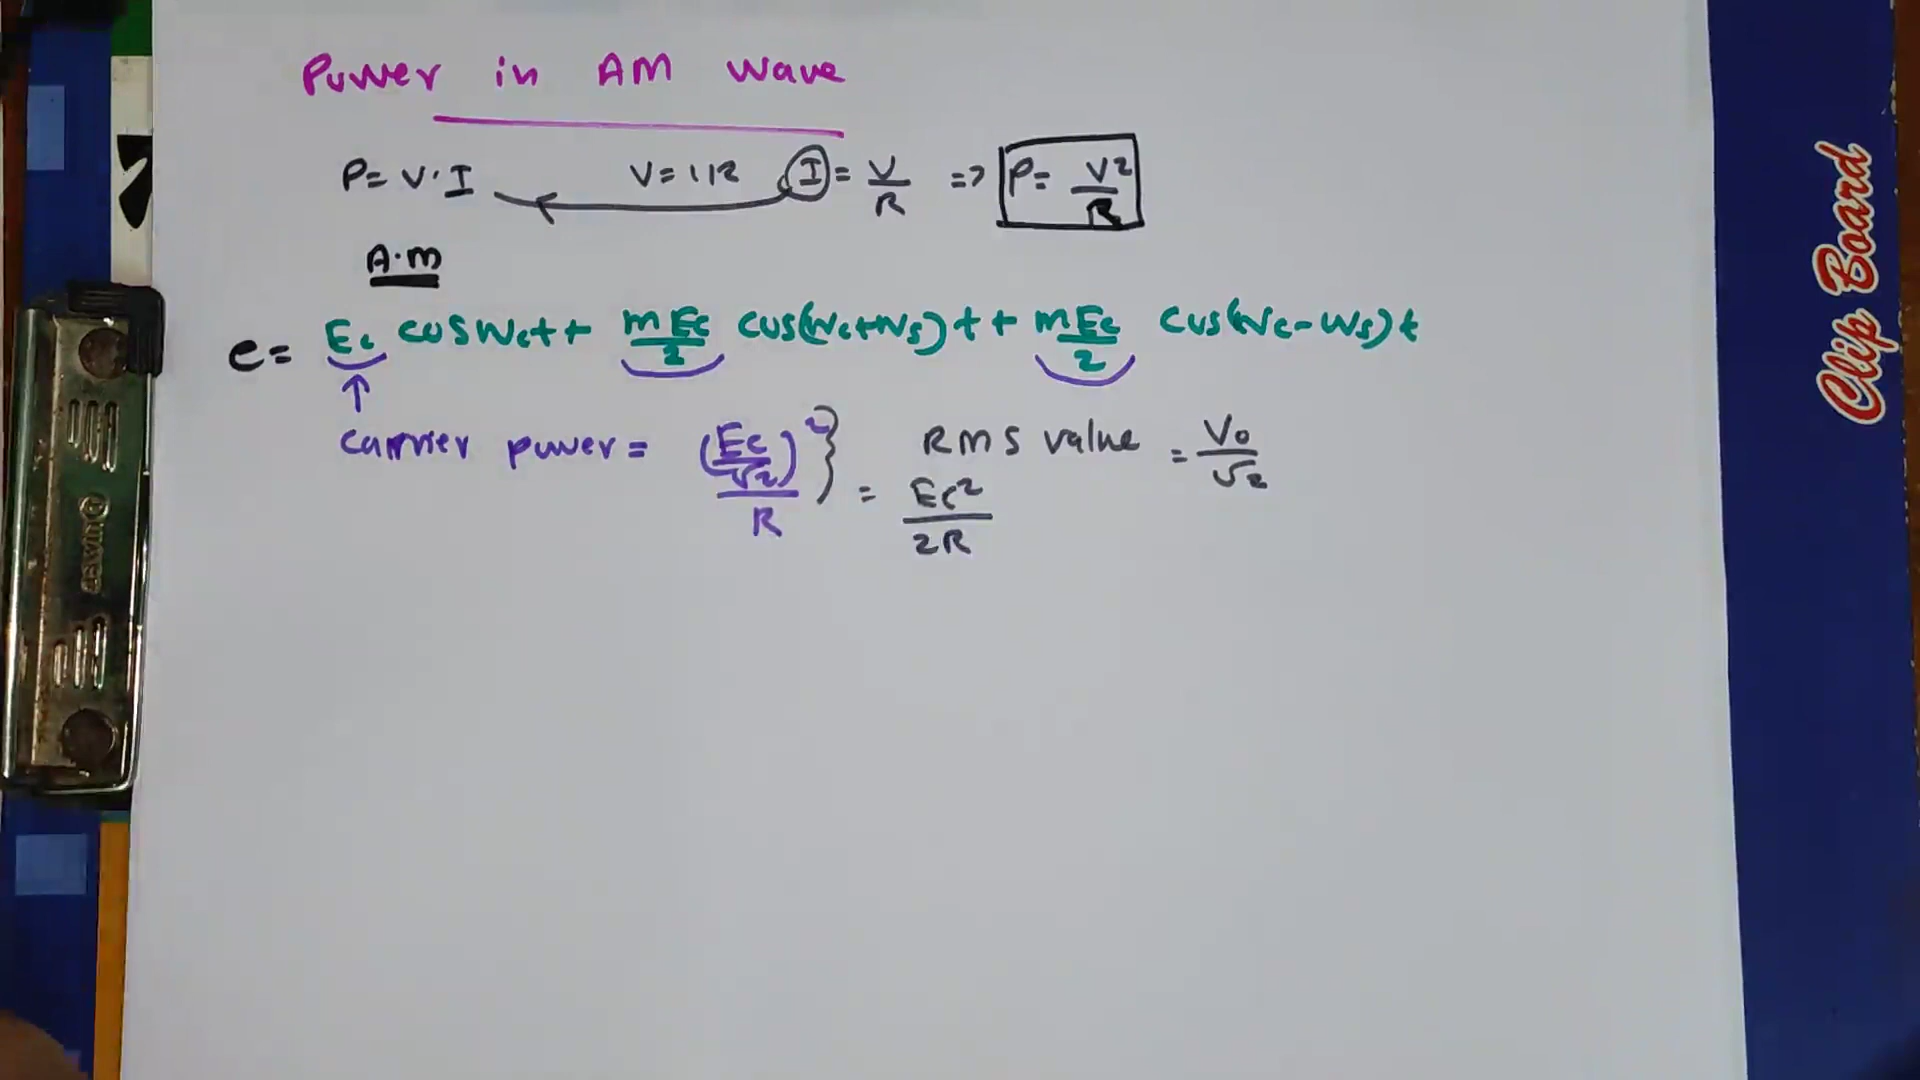 Power in AM wave
P= V·I V=IR I= V/R => P= V2/R
A.m
e= Ec cosWct+ mEc/2 cos(Wc+Ws)t+ mEc/2 cos(Wc-Ws)t
carrier power= (Ec/√2)²/R = Ec²/2R
RMS value = Vo/√2
Clip Board